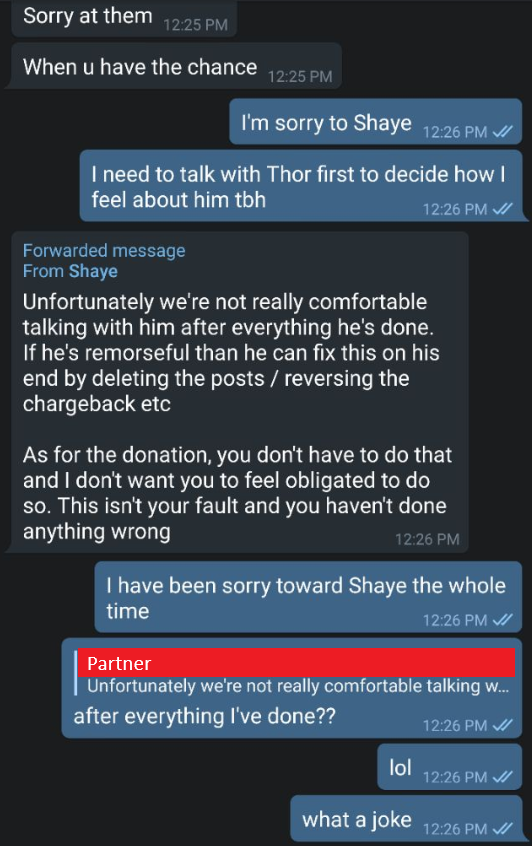 Sorry at them 12:25 PM
When u have the chance 12:25 PM
I'm sorry to Shaye 12:26 PM
I need to talk with Thor first to decide how I
feel about him tbh
12:26 PM
Forwarded message
From Shaye
Unfortunately we're not really comfortable
talking with him after everything he's done.
If he's remorseful than he can fix this on his
end by deleting the posts / reversing the
chargeback etc
As for the donation, you don't have to do that
and I don't want you to feel obligated to do
so. This isn't your fault and you haven't done
anything wrong
12:26 PM
I have been sorry toward Shaye the whole
time
12:26 PM
Partner
Unfortunately we're not really comfortable talking w...
after everything I've done??
12:26 PM
lol 12:26 PM
what a joke 12:26 PM